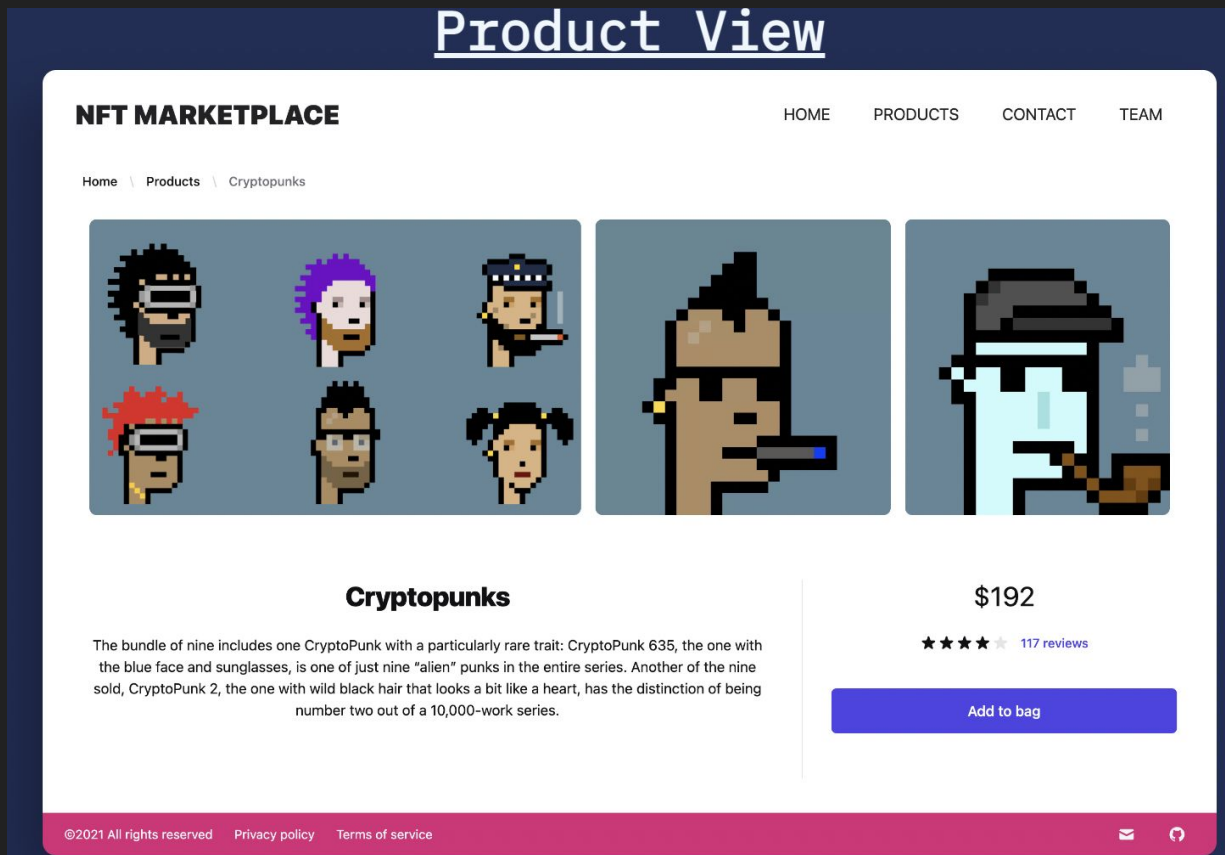 Product View
NFT MARKETPLACE
HOME PRODUCTS CONTACT TEAM
Home \ Products \ Cryptopunks
Cryptopunks
The bundle of nine includes one CryptoPunk with a particularly rare trait: CryptoPunk 635, the one with
the blue face and sunglasses, is one of just nine “alien” punks in the entire series. Another of the nine
sold, CryptoPunk 2, the one with wild black hair that looks a bit like a heart, has the distinction of being
number two out of a 10,000-work series.
$192
117 reviews
Add to bag
©2021 All rights reserved Privacy policy Terms of service